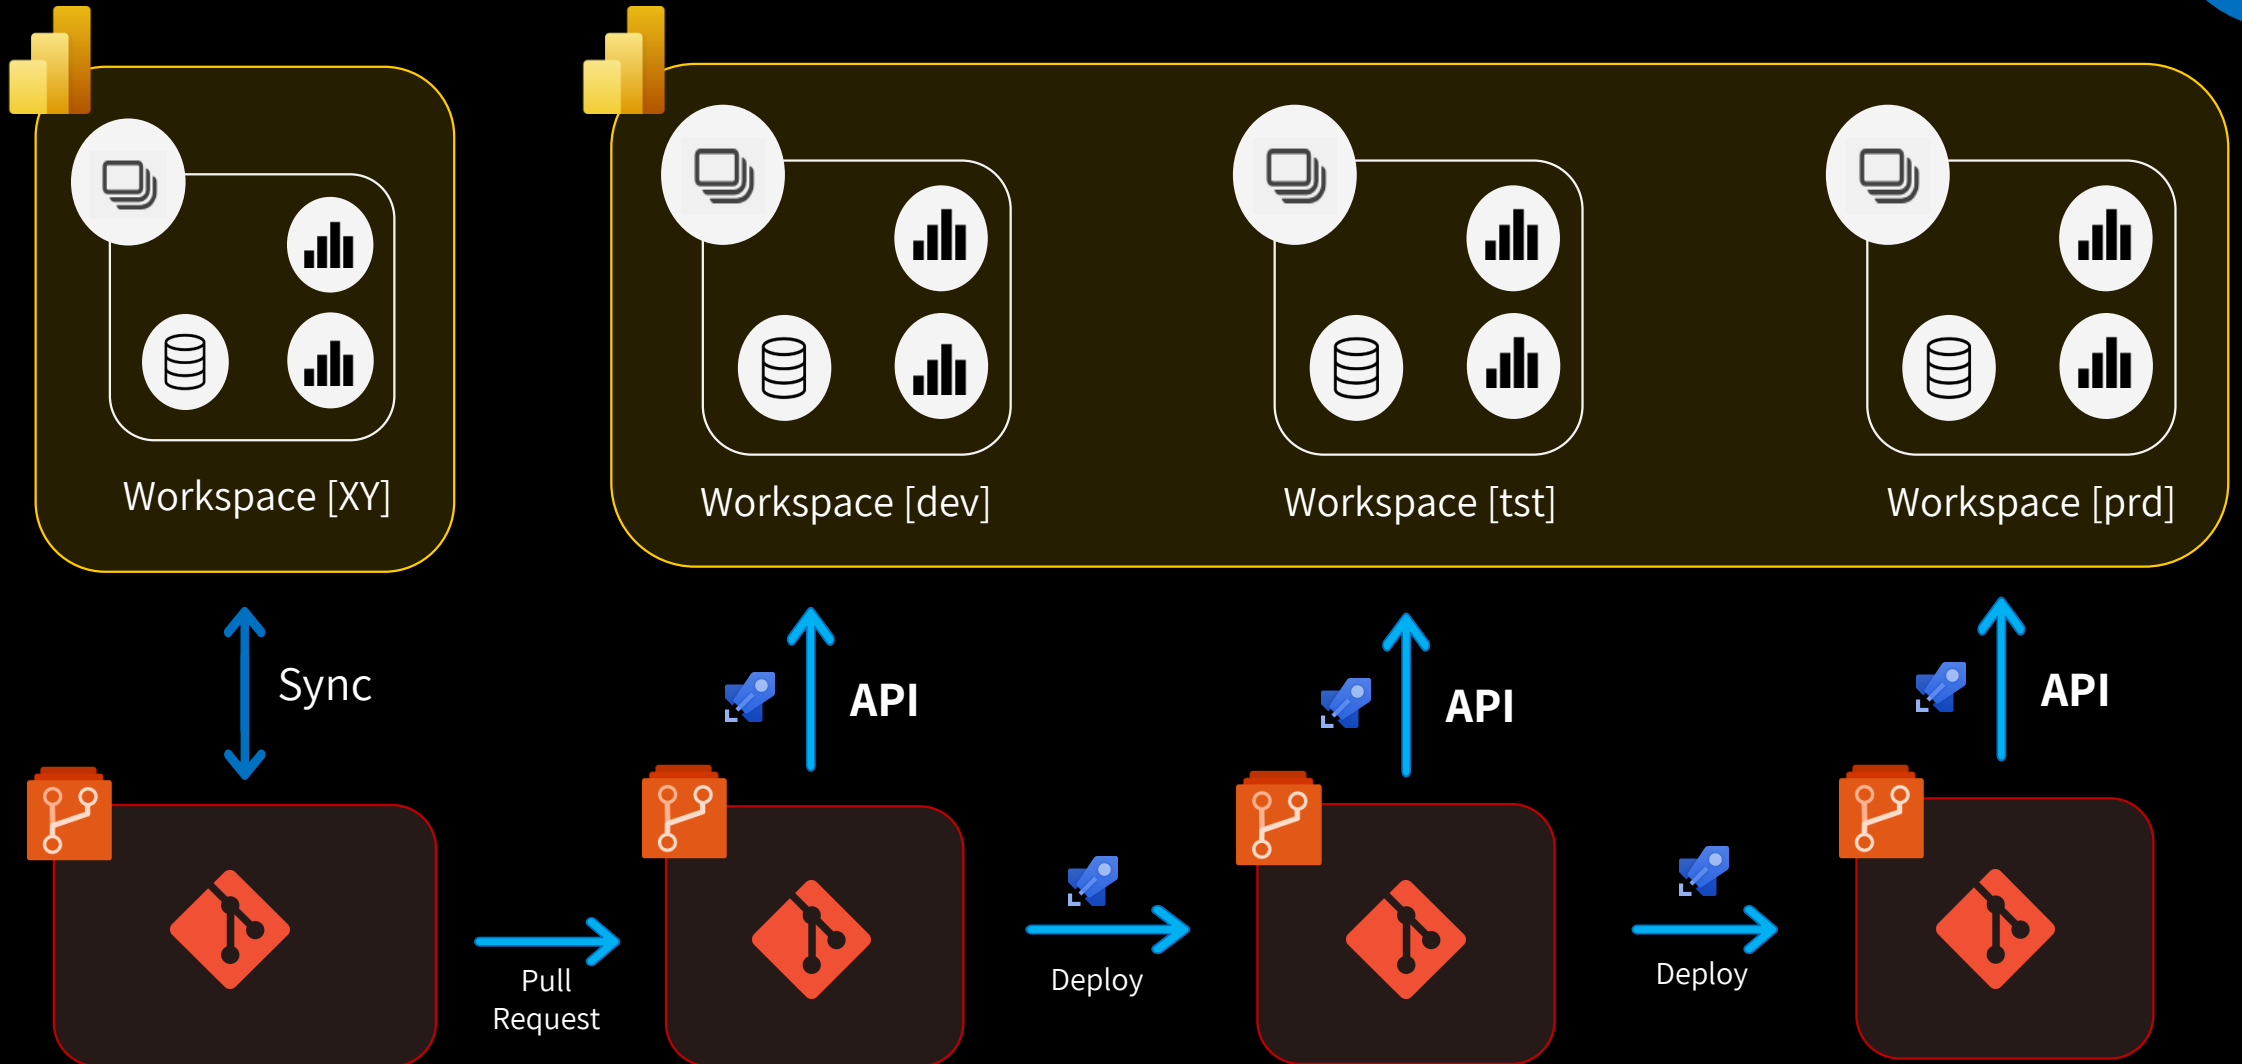 Workspace [XY]
Workspace [dev]
Workspace [tst]
Workspace [prd]
Sync
API
API
API
Pull
Request
Deploy
Deploy